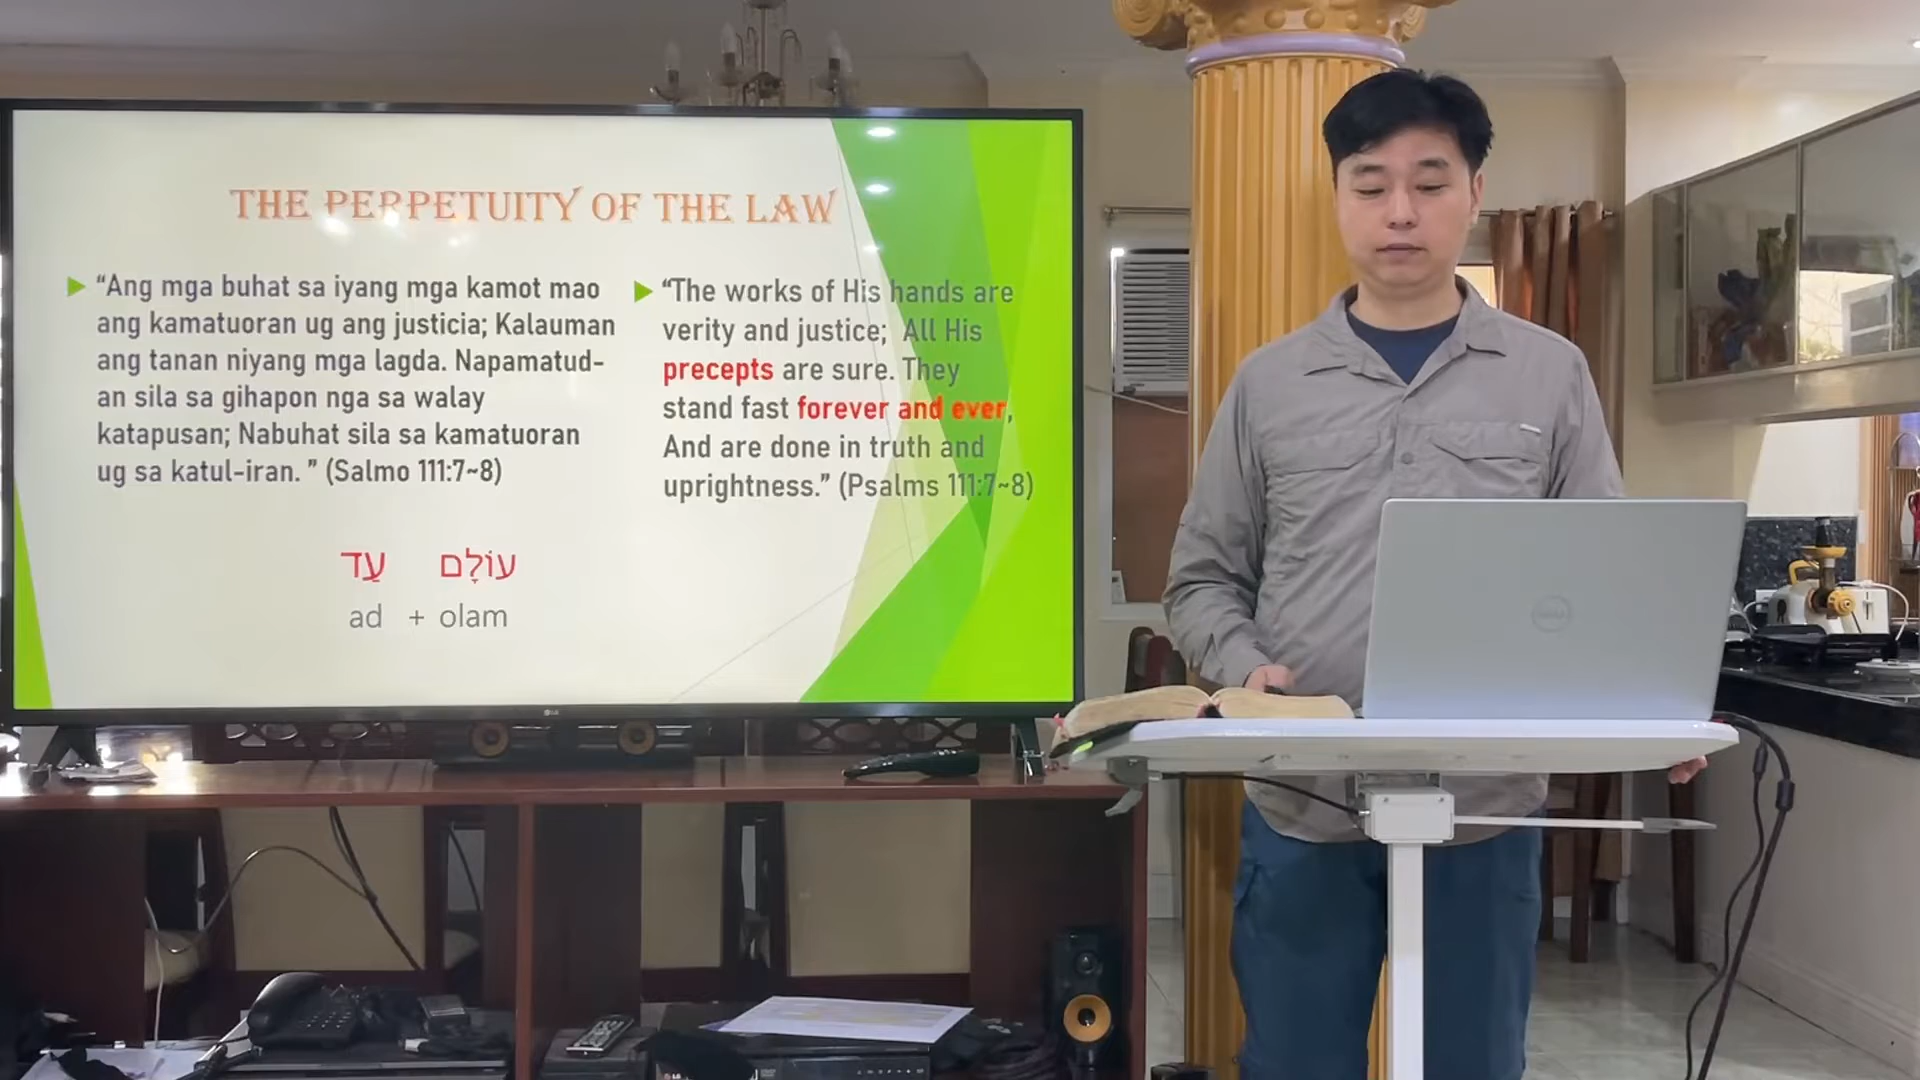 THE PERPETUITY OF THE LAW
“Ang mga buhat sa iyang mga kamot mao
ang kamatuoran ug ang justicia; Kalauman
ang tanan niyang mga lagda. Napamatud-
an sila sa gihapon nga sa walay
katapusan; Nabuhat sila sa kamatuoran
ug sa katul-iran. ” (Salmo 111:7~8)
“The works of His hands are
verity and justice;  All His
precepts are sure. They
stand fast forever and ever,
And are done in truth and
uprightness.” (Psalms 111:7~8)
עַד עוֹלָם
ad + olam
LG
DELL